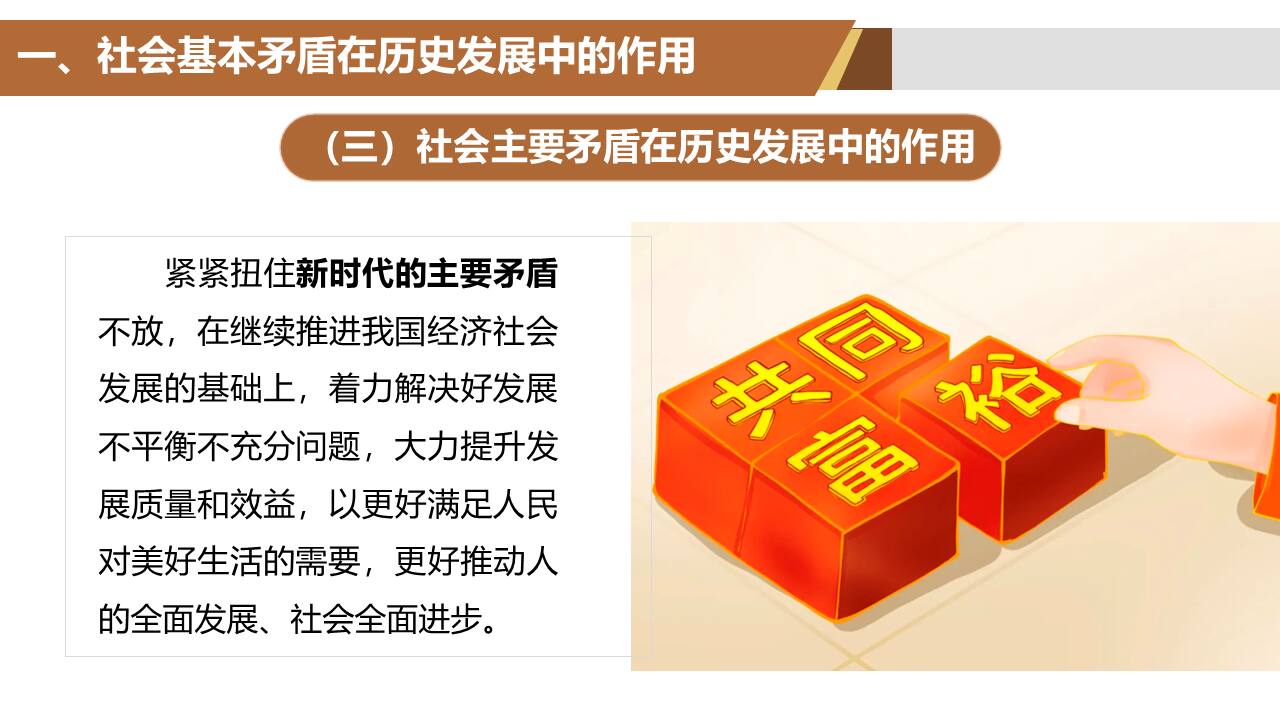 一、社会基本矛盾在历史发展中的作用
（三）社会主要矛盾在历史发展中的作用
紧紧扭住新时代的主要矛盾
不放，在继续推进我国经济社会
发展的基础上，着力解决好发展
不平衡不充分问题，大力提升发
展质量和效益，以更好满足人民
对美好生活的需要，更好推动人
的全面发展、社会全面进步。
共同
富裕